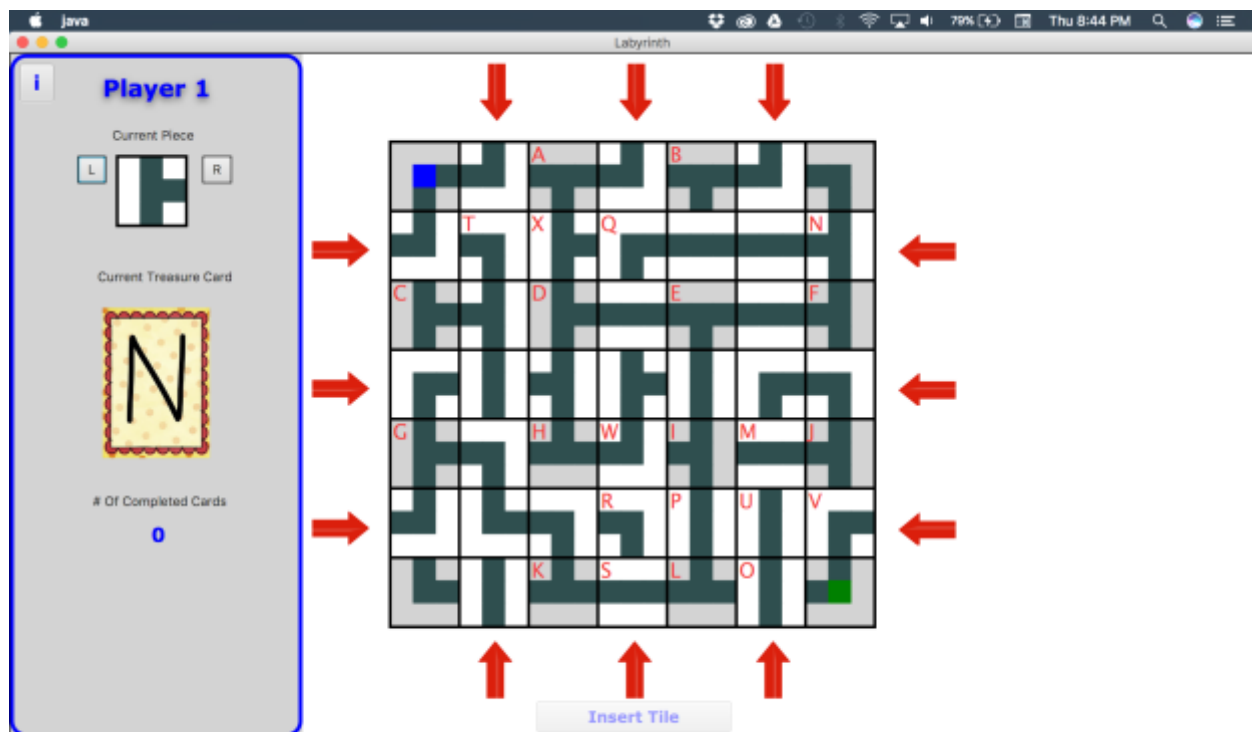 java 79% Thu 8:44 PM
Labyrinth
i
Player 1
Current Piece
L R
Current Treasure Card
N
# Of Completed Cards
0
A B
T X Q N
C D E F
G H W I M J
R P U V
K S L O
Insert Tile